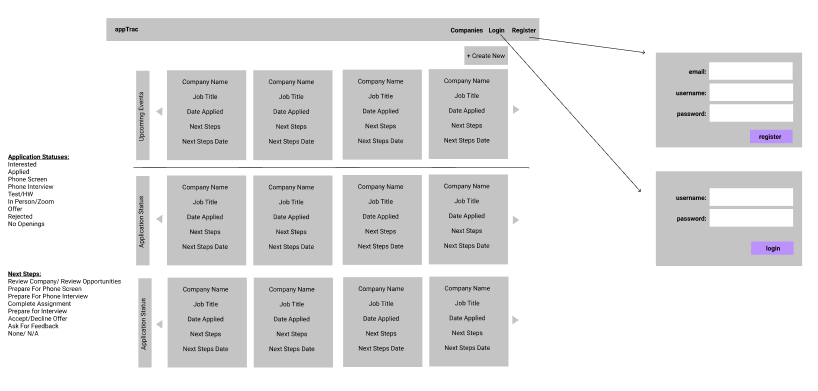 appTrac
Companies Login Register
+ Create New
Upcoming Events
Company Name
Job Title
Date Applied
Next Steps
Next Steps Date
Company Name
Job Title
Date Applied
Next Steps
Next Steps Date
Company Name
Job Title
Date Applied
Next Steps
Next Steps Date
Company Name
Job Title
Date Applied
Next Steps
Next Steps Date
Application Status
Company Name
Job Title
Date Applied
Next Steps
Next Steps Date
Company Name
Job Title
Date Applied
Next Steps
Next Steps Date
Company Name
Job Title
Date Applied
Next Steps
Next Steps Date
Company Name
Job Title
Date Applied
Next Steps
Next Steps Date
Application Status
Company Name
Job Title
Date Applied
Next Steps
Next Steps Date
Company Name
Job Title
Date Applied
Next Steps
Next Steps Date
Company Name
Job Title
Date Applied
Next Steps
Next Steps Date
Company Name
Job Title
Date Applied
Next Steps
Next Steps Date
Application Statuses:
Interested
Applied
Phone Screen
Phone Interview
Test/HW
In Person/Zoom
Offer
Rejected
No Openings
Next Steps:
Review Company/ Review Opportunities
Prepare For Phone Screen
Prepare For Phone Interview
Complete Assignment
Prepare for Interview
Accept/Decline Offer
Ask For Feedback
None/ N/A
email:
username:
password:
register
username:
password:
login